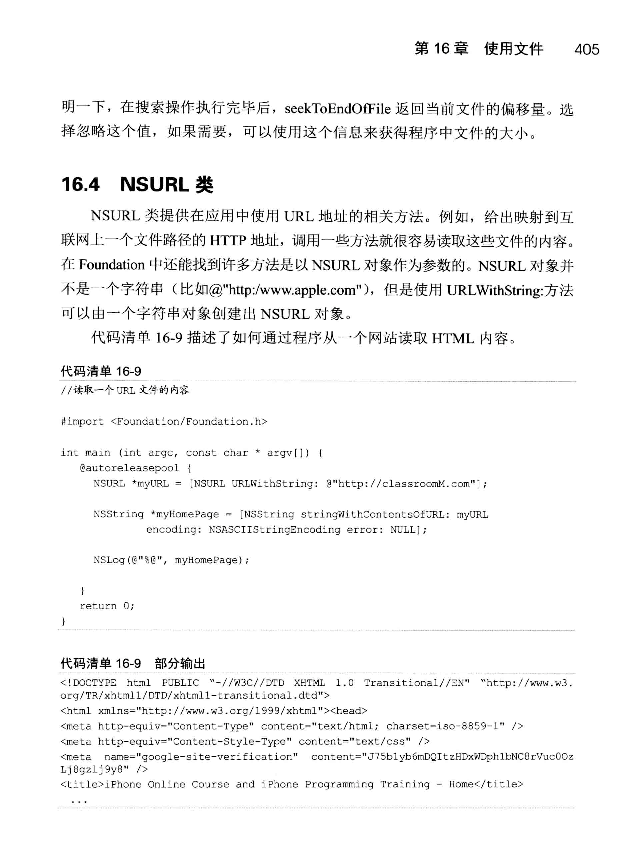 第 16 章 使用文件 405
明一下，在搜索操作执行完毕后，seekToEndOfFile 返回当前文件的偏移量。选
择忽略这个值，如果需要，可以使用这个信息来获得程序中文件的大小。
16.4 NSURL 类
NSURL 类提供在应用中使用 URL 地址的相关方法。例如，给出映射到互
联网上一个文件路径的 HTTP 地址，调用一些方法就很容易读取这些文件的内容。
在 Foundation 中还能找到许多方法是以 NSURL 对象作为参数的。NSURL 对象并
不是一个字符串（比如@"http:/www.apple.com"），但是使用 URLWithString:方法
可以由一个字符串对象创建出 NSURL 对象。
代码清单 16-9 描述了如何通过程序从一个网站读取 HTML 内容。
代码清单 16-9
//读取一个 URL 文件的内容
#import <Foundation/Foundation.h>
int main (int argc, const char * argv[]) {
@autoreleasepool {
NSURL *myURL = [NSURL URLWithString: @"http://classroomM.com"];
NSString *myHomePage = [NSString stringWithContentsOfURL: myURL
encoding: NSASCIIStringEncoding error: NULL];
NSLog(@"%@", myHomePage);
}
return 0;
}
代码清单 16-9 部分输出
<!DOCTYPE html PUBLIC "-//W3C//DTD XHTML 1.0 Transitional//EN" "http://www.w3.
org/TR/xhtml1/DTD/xhtml1-transitional.dtd">
<html xmlns="http://www.w3.org/1999/xhtml"><head>
<meta http-equiv="Content-Type" content="text/html; charset=iso-8859-1" />
<meta http-equiv="Content-Style-Type" content="text/css" />
<meta name="google-site-verification" content="J75blyb6mDQItzHDxWDphlbNC8rVuc0Oz
Lj8gzlj9y8" />
<title>iPhone Online Course and iPhone Programming Training - Home</title>
...